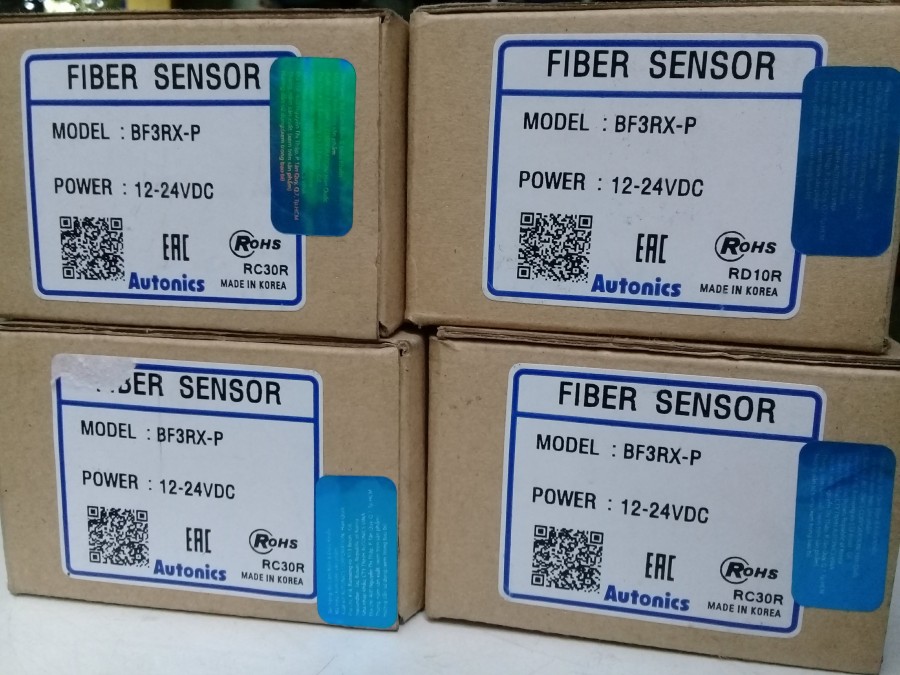 FIBER SENSOR
MODEL : BF3RX-P
POWER : 12-24VDC
EAC
RoHS
RC30R
Autonics
MADE IN KOREA
FIBER SENSOR
MODEL : BF3RX-P
POWER : 12-24VDC
EAC
RoHS
RD10R
Autonics
MADE IN KOREA
BER SENSOR
MODEL : BF3RX-P
POWER : 12-24VDC
EAC
RoHS
RC30R
Autonics
MADE IN KOREA
FIBER SENSOR
MODEL : BF3RX-P
POWER : 12-24VDC
EAC
RoHS
RC30R
Autonics
MADE IN KOREA